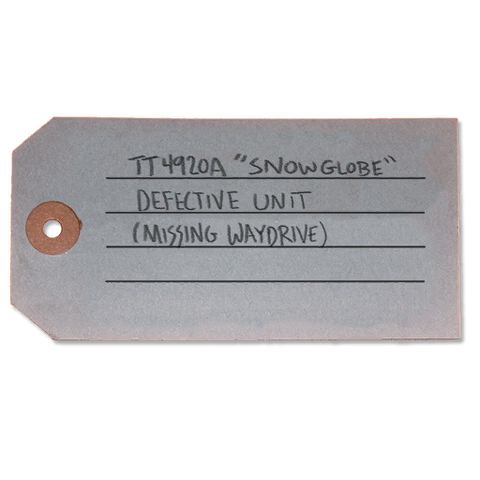 TT4920A "SNOWGLOBE"
DEFECTIVE UNIT
(MISSING WAYDRIVE)